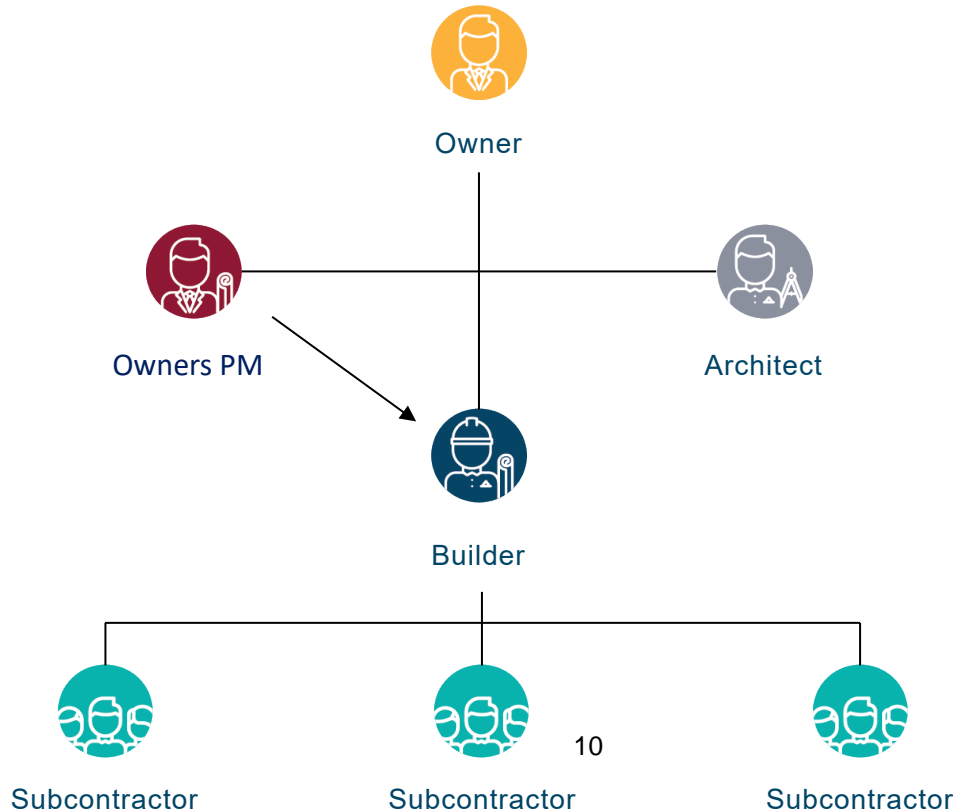 Owner
Owners PM
Architect
Builder
10
Subcontractor
Subcontractor
Subcontractor